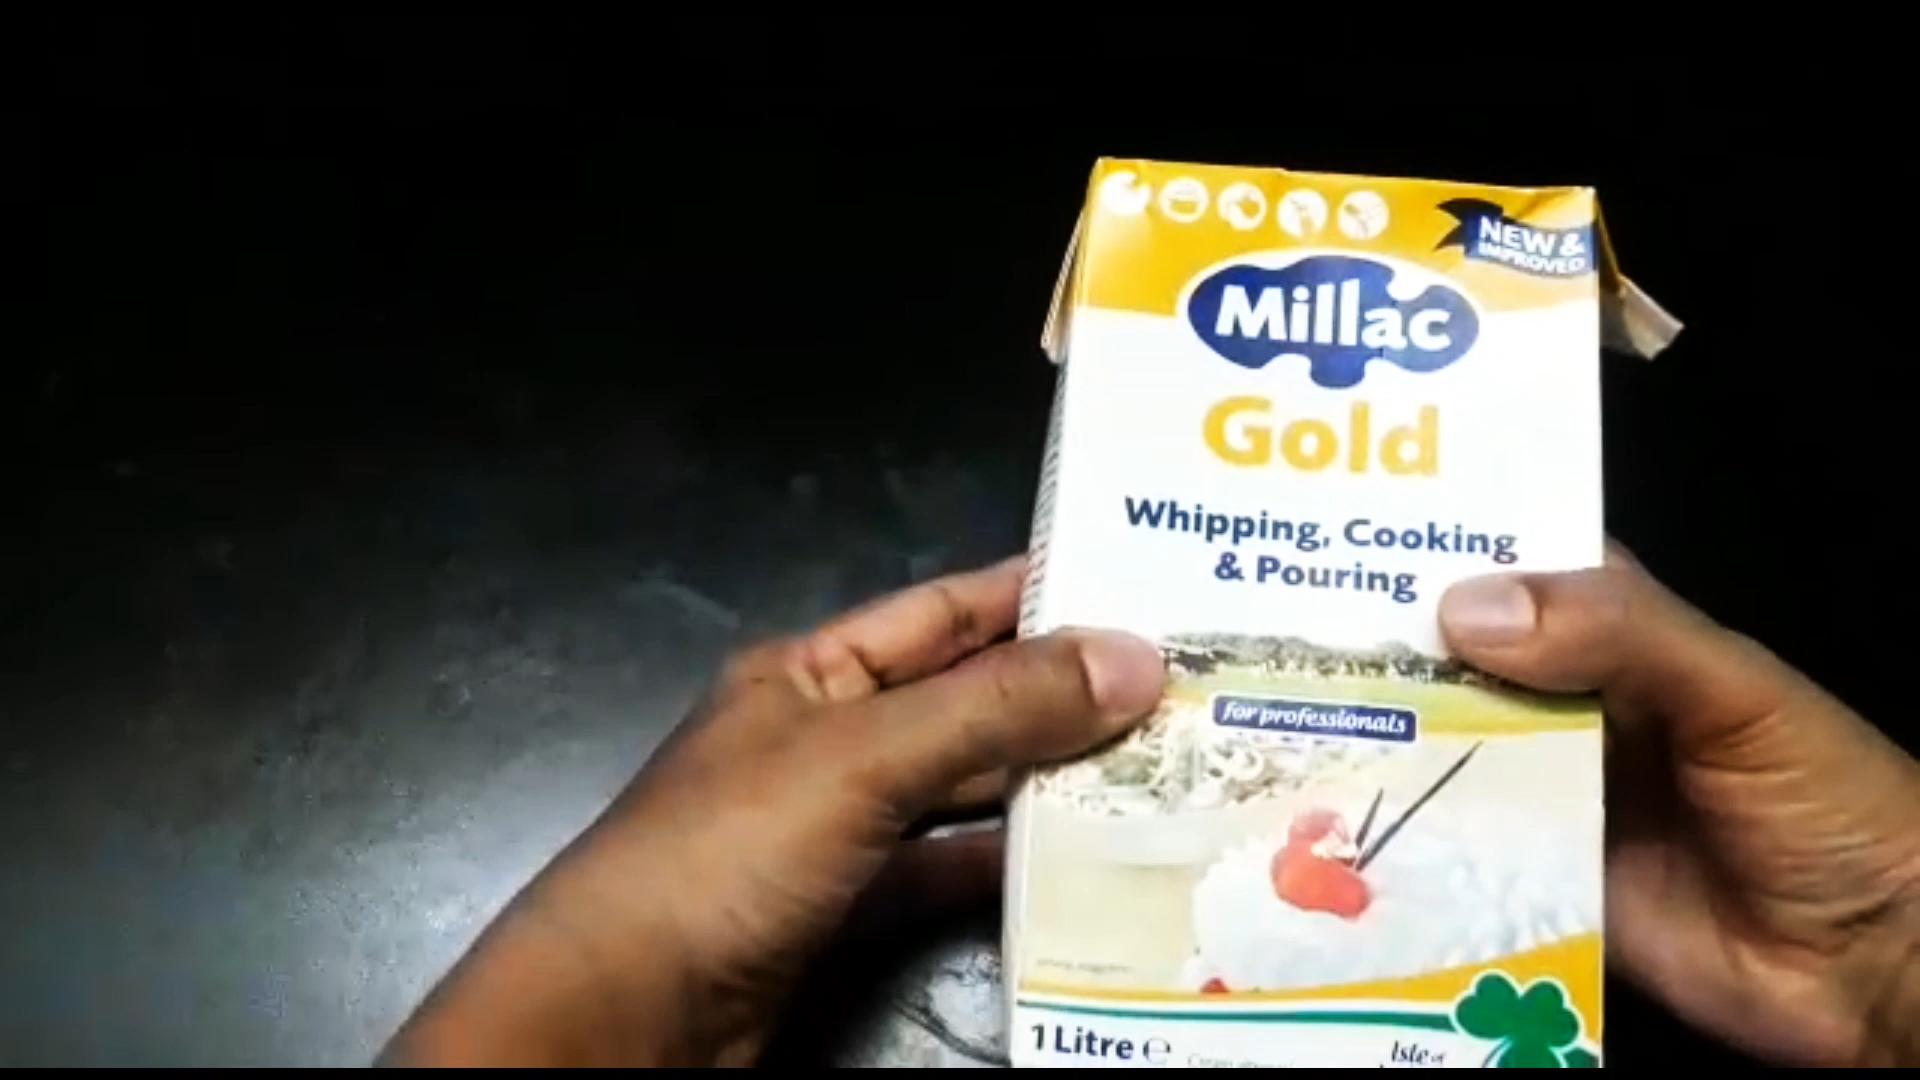 NEW &
IMPROVED
Millac
Gold
Whipping, Cooking
& Pouring
for professionals
1 Litre ℮
Isle of